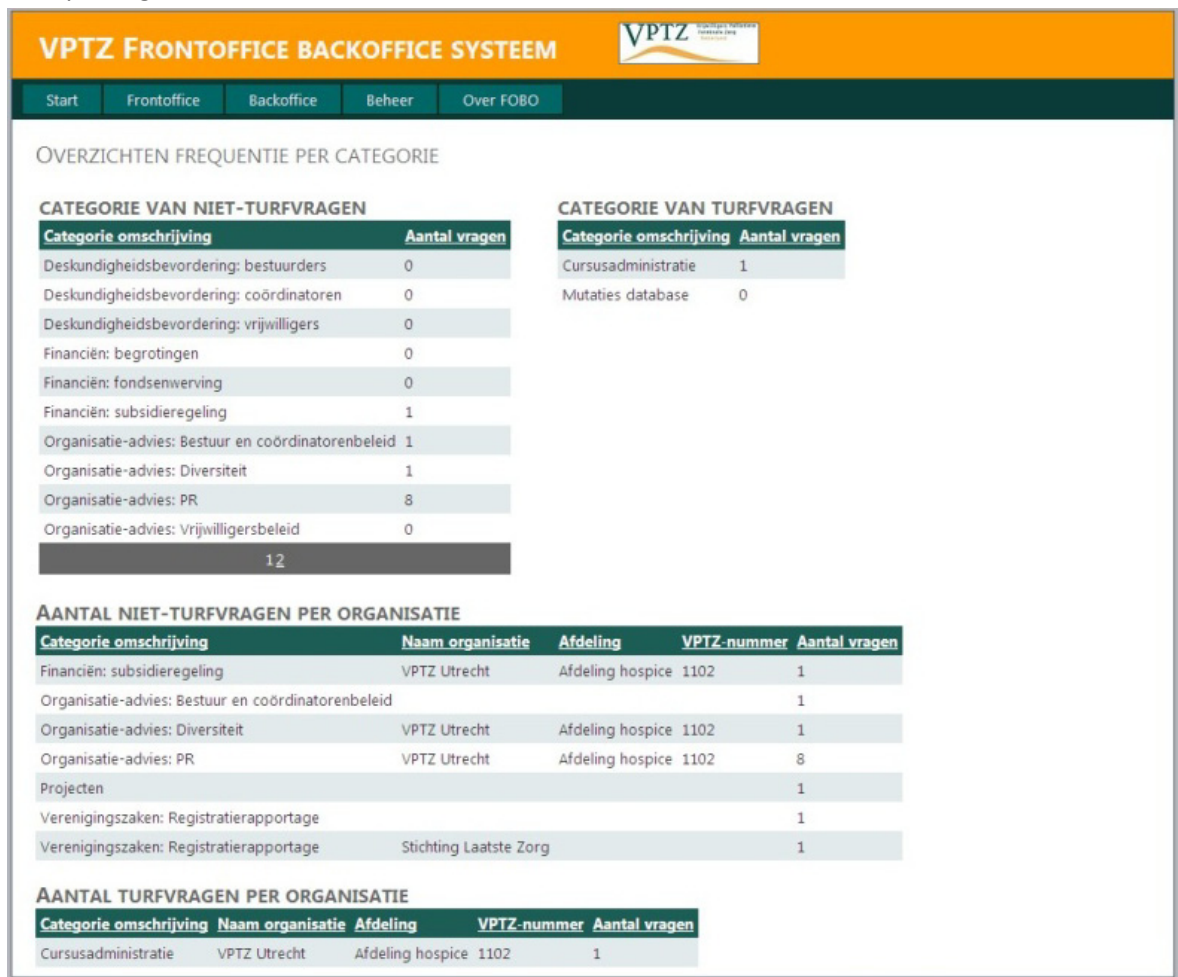 VPTZ FRONTOFFICE BACKOFFICE SYSTEEM
VPTZ
Start Frontoffice Backoffice Beheer Over FOBO
OVERZICHTEN FREQUENTIE PER CATEGORIE
CATEGORIE VAN NIET-TURFVRAGEN
Categorie omschrijving Aantal vragen
Deskundigheidsbevordering: bestuurders 0
Deskundigheidsbevordering: coördinatoren 0
Deskundigheidsbevordering: vrijwilligers 0
Financiën: begrotingen 0
Financiën: fondsenwerving 0
Financiën: subsidieregeling 1
Organisatie-advies: Bestuur en coördinatorenbeleid 1
Organisatie-advies: Diversiteit 1
Organisatie-advies: PR 8
Organisatie-advies: Vrijwilligersbeleid 0
12
CATEGORIE VAN TURFVRAGEN
Categorie omschrijving Aantal vragen
Cursusadministratie 1
Mutaties database 0
AANTAL NIET-TURFVRAGEN PER ORGANISATIE
Categorie omschrijving Naam organisatie Afdeling VPTZ-nummer Aantal vragen
Financiën: subsidieregeling VPTZ Utrecht Afdeling hospice 1102 1
Organisatie-advies: Bestuur en coördinatorenbeleid 1
Organisatie-advies: Diversiteit VPTZ Utrecht Afdeling hospice 1102 1
Organisatie-advies: PR VPTZ Utrecht Afdeling hospice 1102 8
Projecten 1
Verenigingszaken: Registratierapportage 1
Verenigingszaken: Registratierapportage Stichting Laatste Zorg 1
AANTAL TURFVRAGEN PER ORGANISATIE
Categorie omschrijving Naam organisatie Afdeling VPTZ-nummer Aantal vragen
Cursusadministratie VPTZ Utrecht Afdeling hospice 1102 1